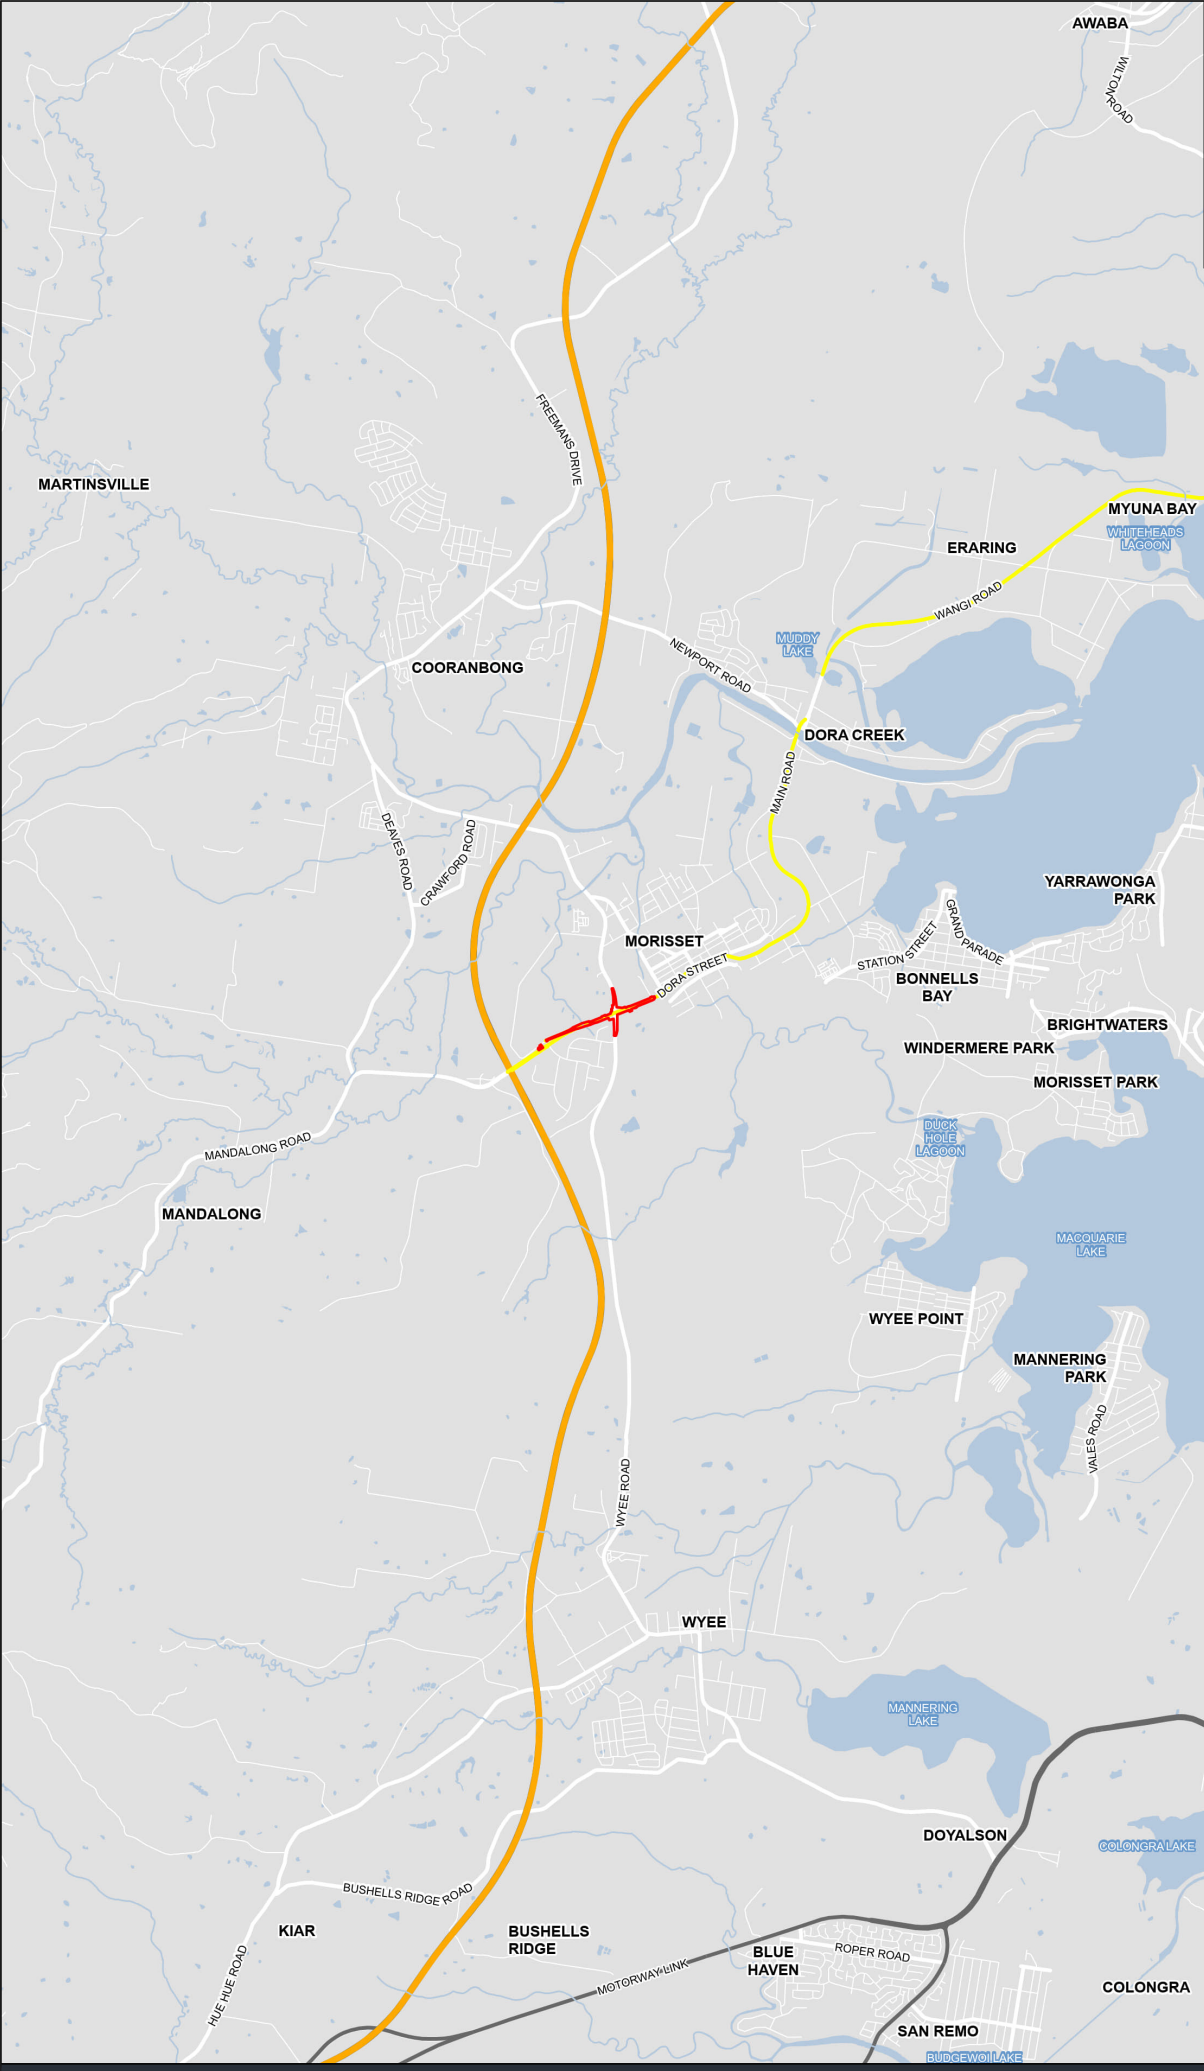 AWABA
WILTON
ROAD
FREEMANS DRIVE
MARTINSVILLE
MYUNA BAY
WHITEHEADS
LAGOON
ERARING
WANGI ROAD
MUDDY
LAKE
NEWPORT ROAD
COORANBONG
DORA CREEK
MAIN ROAD
DEAVES ROAD
CRAWFORD ROAD
YARRAWONGA
PARK
GRAND
PARADE
STATION STREET
MORISSET
DORA STREET
BONNELLS
BAY
BRIGHTWATERS
WINDERMERE PARK
MORISSET PARK
DUCK
HOLE
LAGOON
MANDALONG ROAD
MANDALONG
MACQUARIE
LAKE
WYEE POINT
MANNERING
PARK
VALES ROAD
WYEE ROAD
WYEE
MANNERING
LAKE
DOYALSON
COLONGRA LAKE
BUSHELLS RIDGE ROAD
KIAR
BUSHELLS
RIDGE
BLUE
HAVEN
ROPER ROAD
HUE HUE ROAD
MOTORWAY LINK
COLONGRA
SAN REMO
BUDGEWOI LAKE